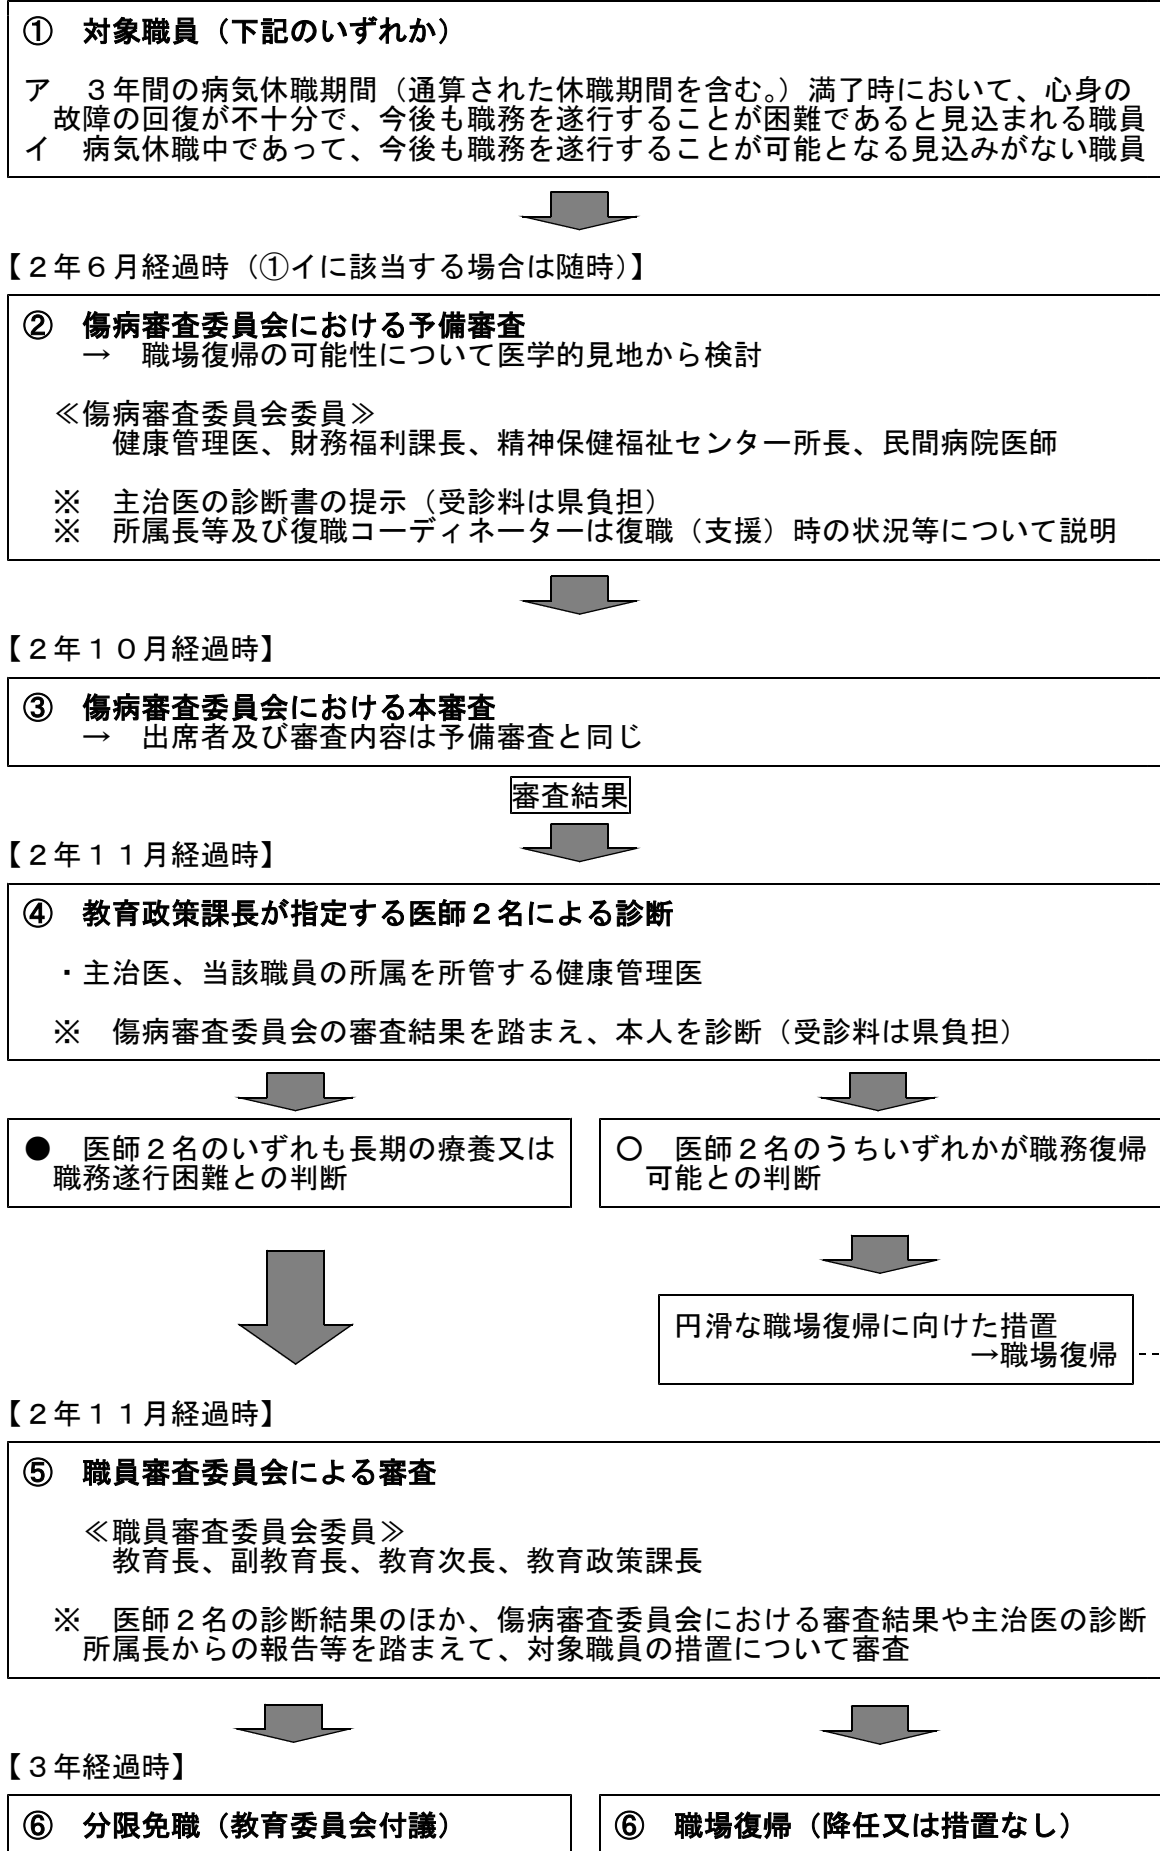 ① 対象職員（下記のいずれか）
ア ３年間の病気休職期間（通算された休職期間を含む。）満了時において、心身の
故障の回復が不十分で、今後も職務を遂行することが困難であると見込まれる職員
イ 病気休職中であって、今後も職務を遂行することが可能となる見込みがない職員
【２年６月経過時（①イに該当する場合は随時）】
② 傷病審査委員会における予備審査
→ 職場復帰の可能性について医学的見地から検討
≪傷病審査委員会委員≫
健康管理医、財務福利課長、精神保健福祉センター所長、民間病院医師
※ 主治医の診断書の提示（受診料は県負担）
※ 所属長等及び復職コーディネーターは復職（支援）時の状況等について説明
【２年１０月経過時】
③ 傷病審査委員会における本審査
→ 出席者及び審査内容は予備審査と同じ
審査結果
【２年１１月経過時】
④ 教育政策課長が指定する医師２名による診断
・主治医、当該職員の所属を所管する健康管理医
※ 傷病審査委員会の審査結果を踏まえ、本人を診断（受診料は県負担）
● 医師２名のいずれも長期の療養又は
職務遂行困難との判断
○ 医師２名のうちいずれかが職務復帰
可能との判断
円滑な職場復帰に向けた措置
→職場復帰
【２年１１月経過時】
⑤ 職員審査委員会による審査
≪職員審査委員会委員≫
教育長、副教育長、教育次長、教育政策課長
※ 医師２名の診断結果のほか、傷病審査委員会における審査結果や主治医の診断
所属長からの報告等を踏まえて、対象職員の措置について審査
【３年経過時】
⑥ 分限免職（教育委員会付議）
⑥ 職場復帰（降任又は措置なし）